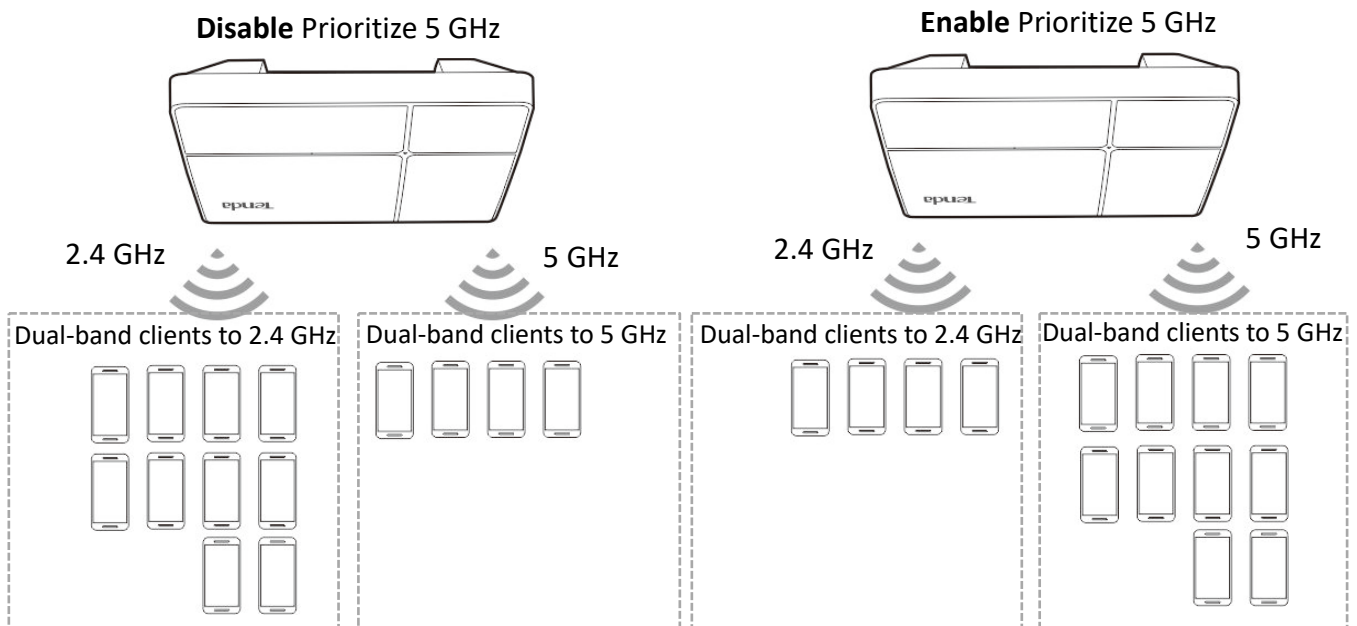 Disable Prioritize 5 GHz
Enable Prioritize 5 GHz
Tenda
Tenda
2.4 GHz
5 GHz
2.4 GHz
5 GHz
Dual-band clients to 2.4 GHz
Dual-band clients to 5 GHz
Dual-band clients to 2.4 GHz
Dual-band clients to 5 GHz